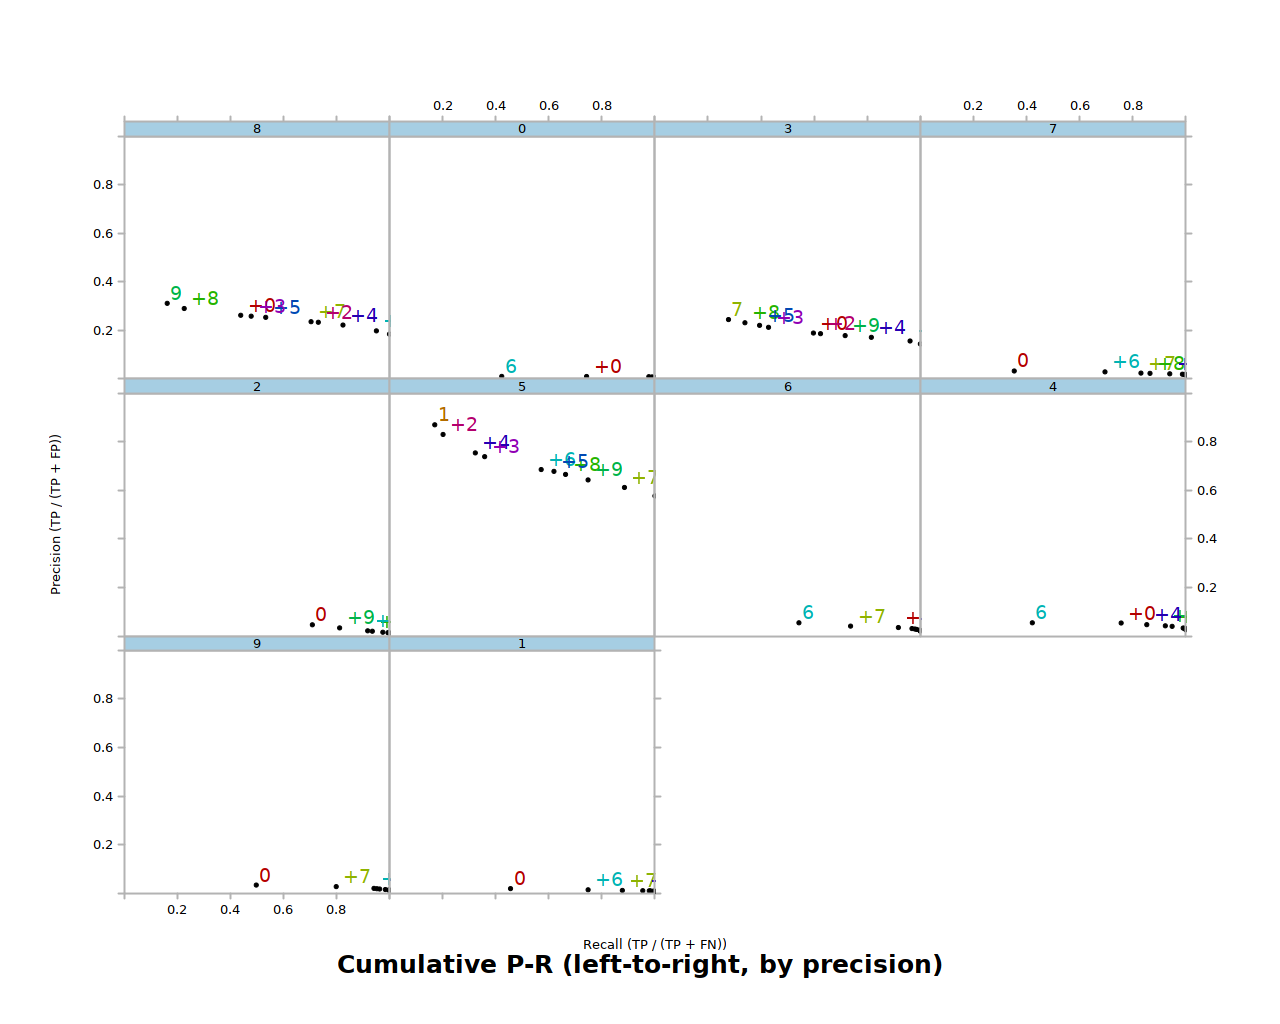 0.2 0.4 0.6 0.8 0.2 0.4 0.6 0.8
8 0 3 7
0.8
0.6
0.4
0.2
9 +8 +0 +3 +5 +7 +2 +4
6 +0
7 +8 +5 +3 +0 +2 +9 +4
0 +6 +7 +8
2 5 6 4
0.8
0.6
0.4
0.2
0 +9
1 +2 +4 +3 +6 +5 +8 +9 +7
6 +7
6 +0 +4
9 1
0.8
0.6
0.4
0.2
0 +7
0 +6 +7
0.2 0.4 0.6 0.8
Precision (TP / (TP + FP))
Recall (TP / (TP + FN))
Cumulative P-R (left-to-right, by precision)